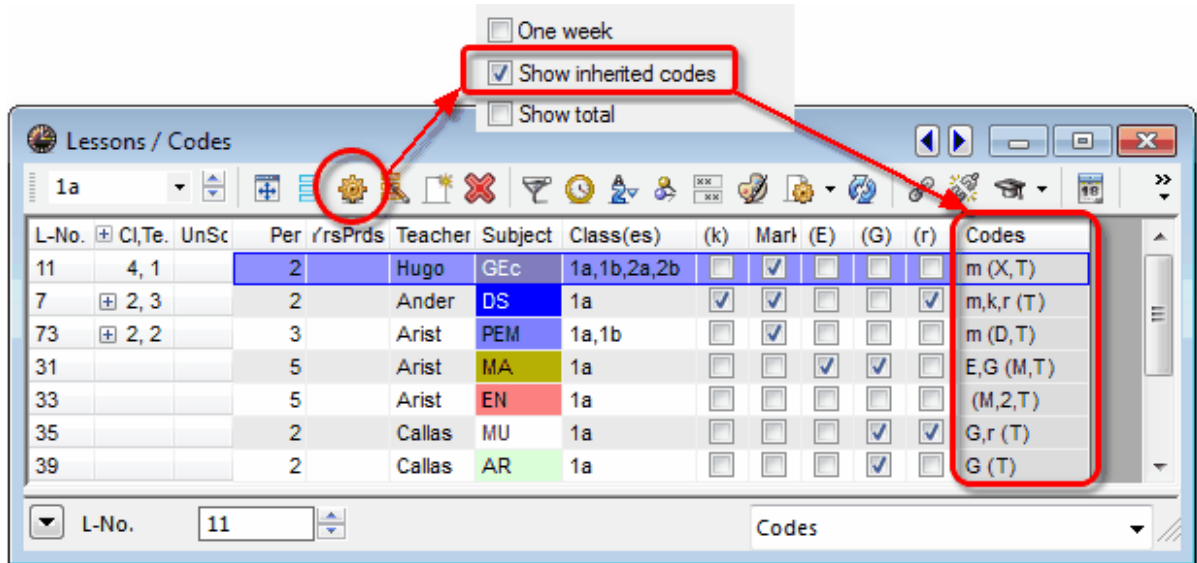 One week
Show inherited codes
Show total
Lessons / Codes
1a
L-No. Cl,Te. UnSc Per YrsPrds Teacher Subject Class(es) (k) Mark (E) (G) (r) Codes
11 4, 1 2 Hugo GEc 1a,1b,2a,2b m (X,T)
7 2, 3 2 Ander DS 1a m,k,r (T)
73 2, 2 3 Arist PEM 1a,1b m (D,T)
31 5 Arist MA 1a E,G (M,T)
33 5 Arist EN 1a (M,2,T)
35 2 Callas MU 1a G,r (T)
39 2 Callas AR 1a G (T)
L-No. 11 Codes